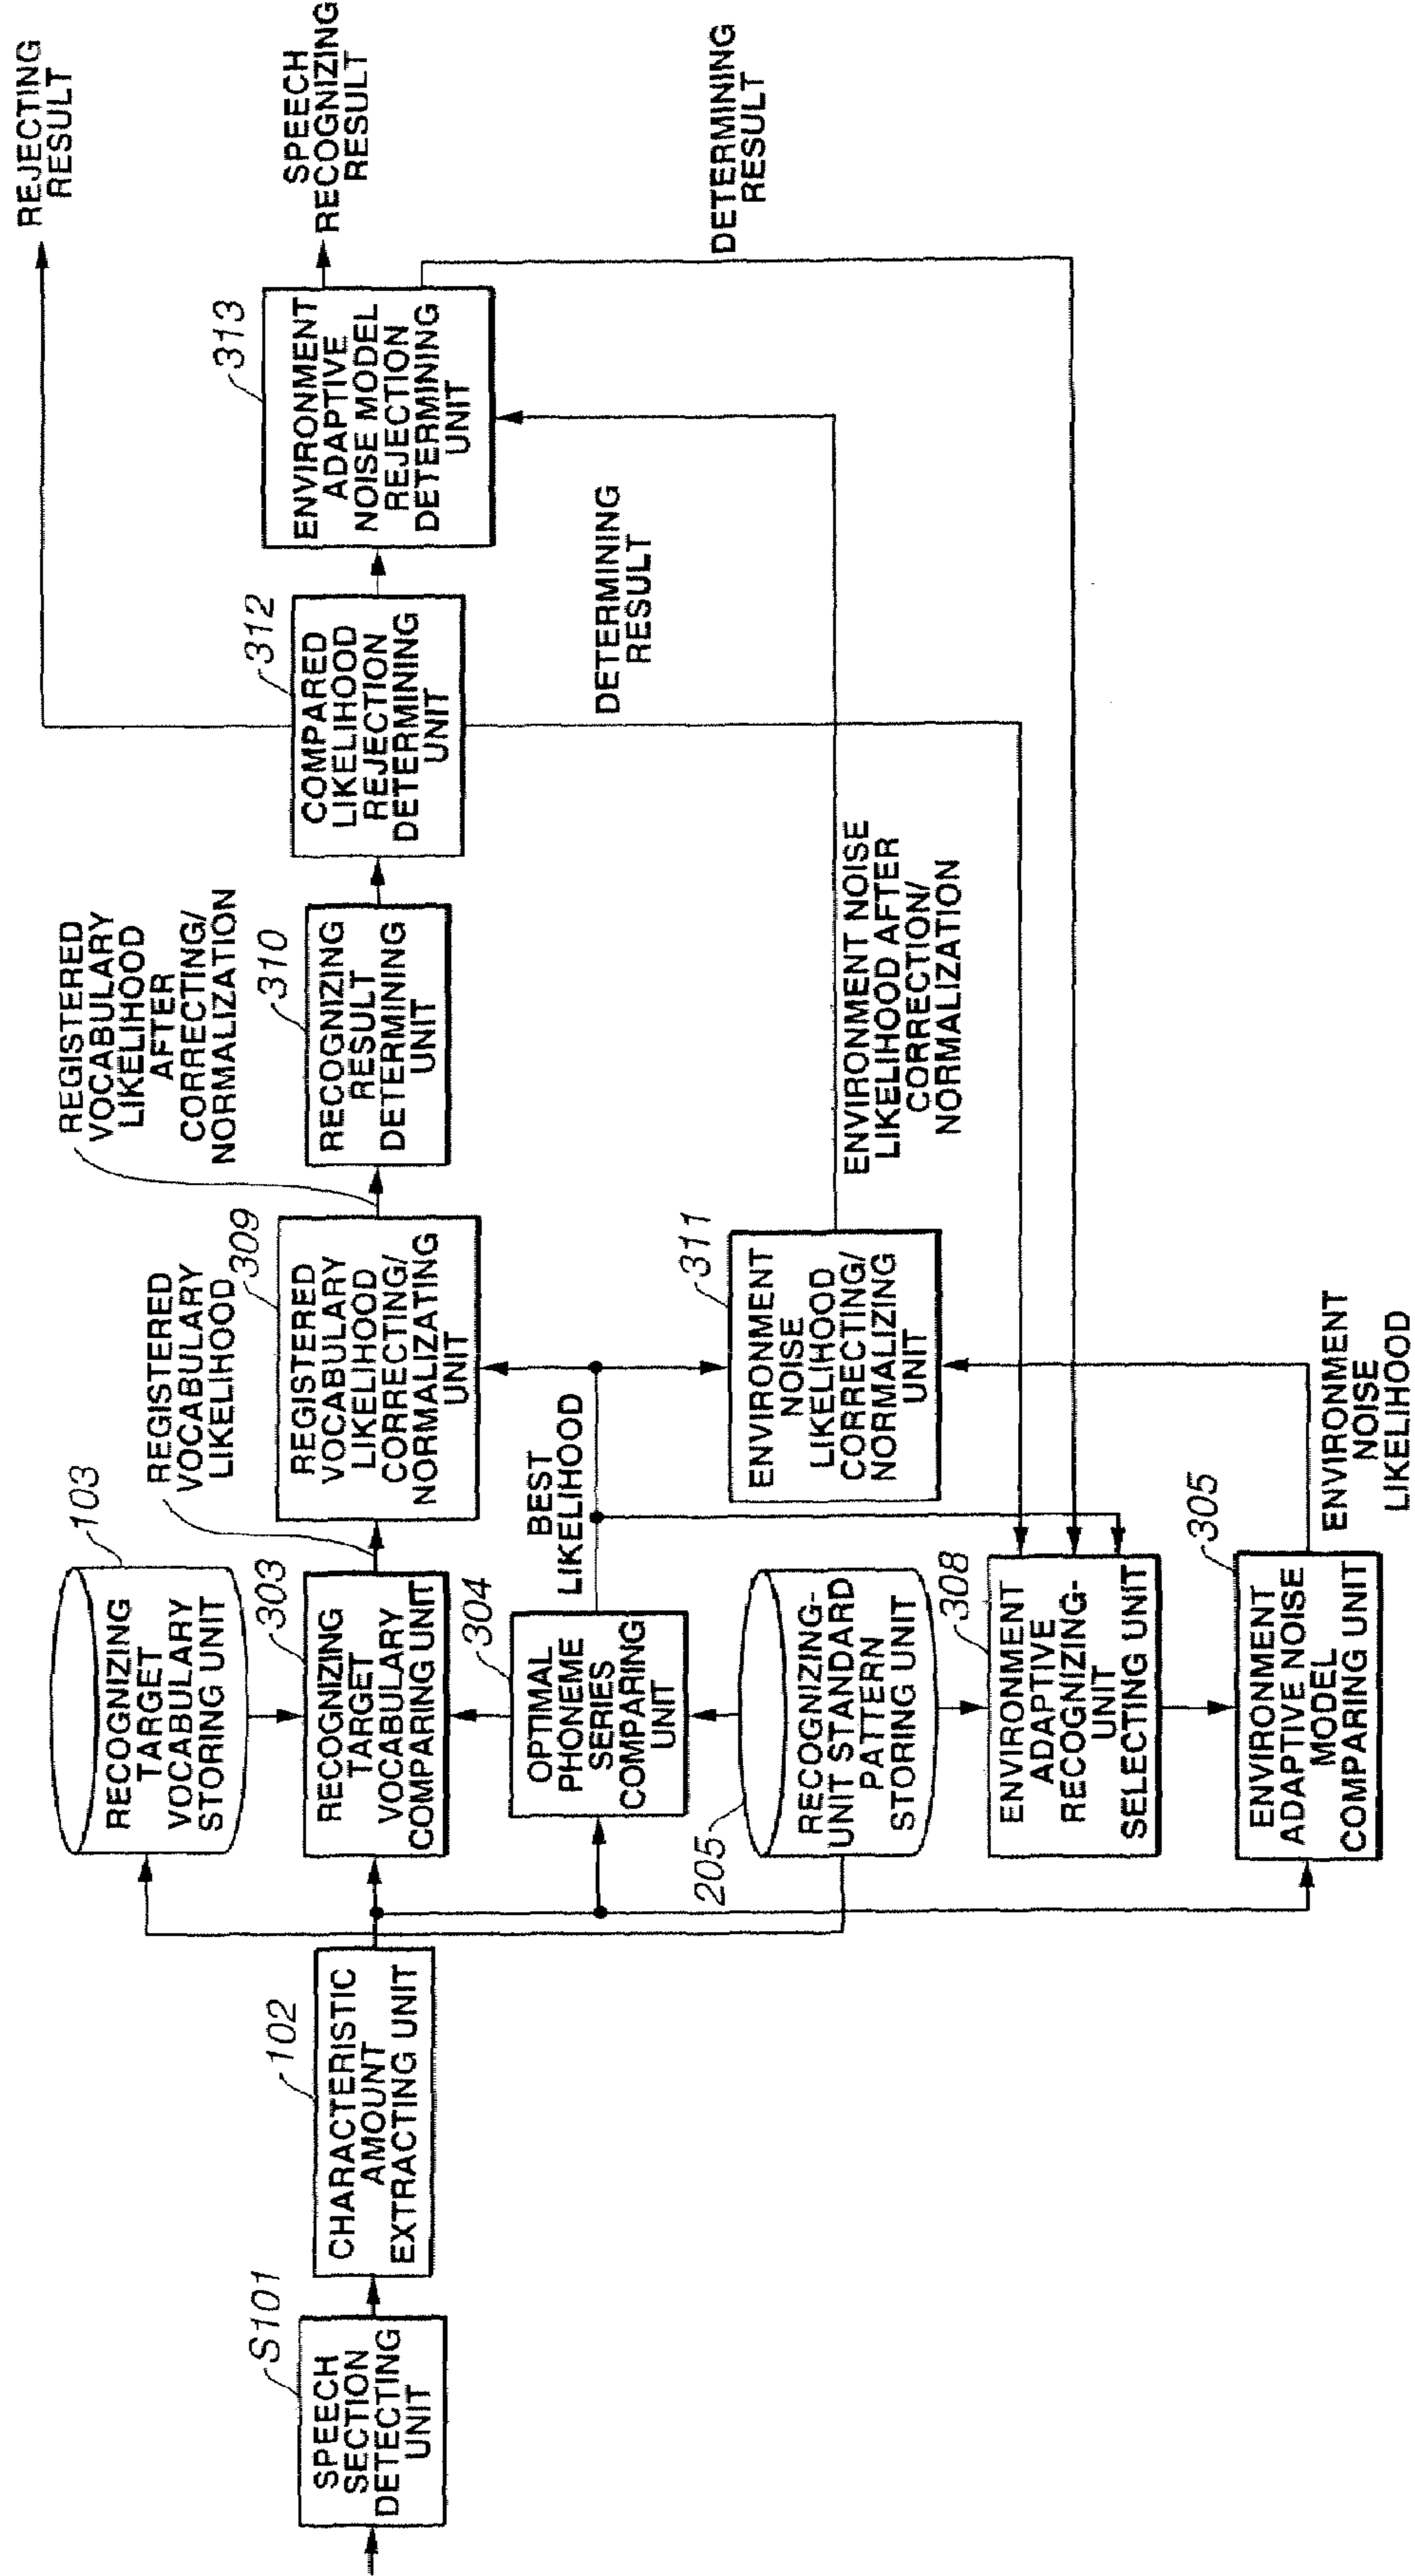 S101
SPEECH
SECTION
DETECTING
UNIT
102
CHARACTERISTIC
AMOUNT
EXTRACTING UNIT
103
RECOGNIZING
TARGET
VOCABULARY
STORING UNIT
303
RECOGNIZING
TARGET
VOCABULARY
COMPARING UNIT
304
OPTIMAL
PHONEME
SERIES
COMPARING
UNIT
205
RECOGNIZING-
UNIT STANDARD
PATTERN
STORING UNIT
308
ENVIRONMENT
ADAPTIVE
RECOGNIZING-
UNIT
SELECTING UNIT
305
ENVIRONMENT
ADAPTIVE NOISE
MODEL
COMPARING UNIT
REGISTERED
VOCABULARY
LIKELIHOOD
BEST
LIKELIHOOD
ENVIRONMENT
NOISE
LIKELIHOOD
309
REGISTERED
VOCABULARY
LIKELIHOOD
CORRECTING/
NORMALIZATING
UNIT
311
ENVIRONMENT
NOISE
LIKELIHOOD
CORRECTING/
NORMALIZING
UNIT
REGISTERED
VOCABULARY
LIKELIHOOD
AFTER
CORRECTING/
NORMALIZATION
310
RECOGNIZING
RESULT
DETERMINING
UNIT
ENVIRONMENT NOISE
LIKELIHOOD AFTER
CORRECTION/
NORMALIZATION
312
COMPARED
LIKELIHOOD
REJECTION
DETERMINING
UNIT
DETERMINING
RESULT
313
ENVIRONMENT
ADAPTIVE
NOISE MODEL
REJECTION
DETERMINING
UNIT
REJECTING
RESULT
SPEECH
RECOGNIZING
RESULT
DETERMINING
RESULT